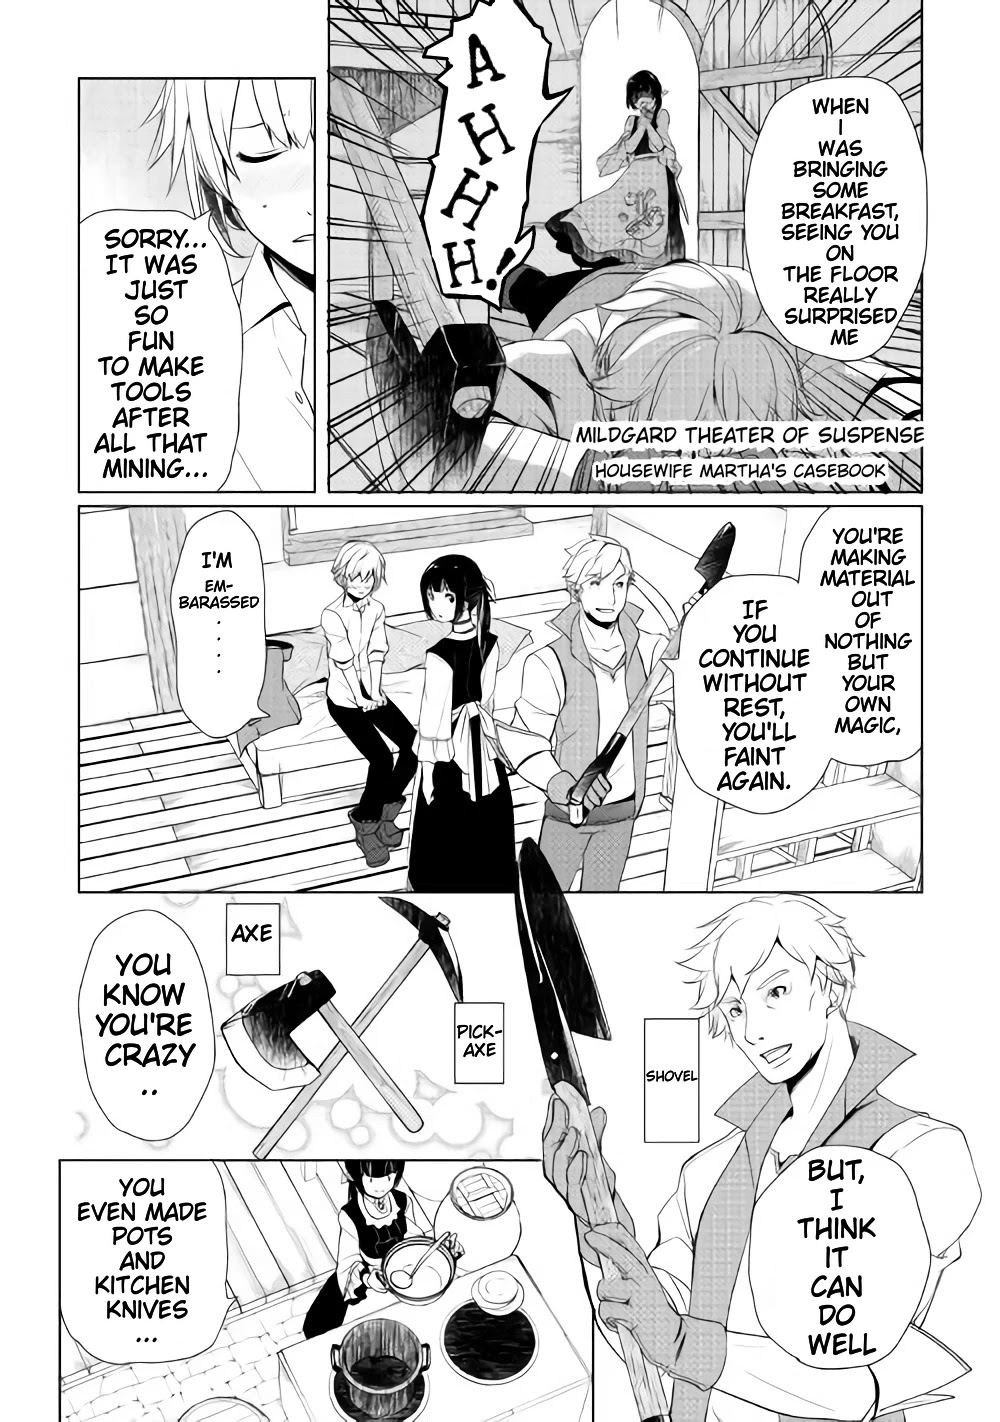 WHEN
I
WAS
BRINGING
SOME
BREAKFAST,
SEEING YOU
ON
THE FLOOR
REALLY
SURPRISED
ME
AHHHH!
MILDGARD THEATER OF SUSPENSE
HOUSEWIFE MARTHA'S CASEBOOK
SORRY...
IT WAS
JUST
SO
FUN
TO MAKE
TOOLS
AFTER
ALL THAT
MINING...
YOU'RE
MAKING
MATERIAL
OUT
OF
NOTHING
BUT
YOUR
OWN
MAGIC,
IF
YOU
CONTINUE
WITHOUT
REST,
YOU'LL
FAINT
AGAIN.
I'M
EM-
BARASSED
.....
SHOVEL
PICK-
AXE
AXE
YOU
KNOW
YOU'RE
CRAZY
..
BUT,
I
THINK
IT
CAN
DO
WELL
YOU
EVEN MADE
POTS
AND
KITCHEN
KNIVES
...